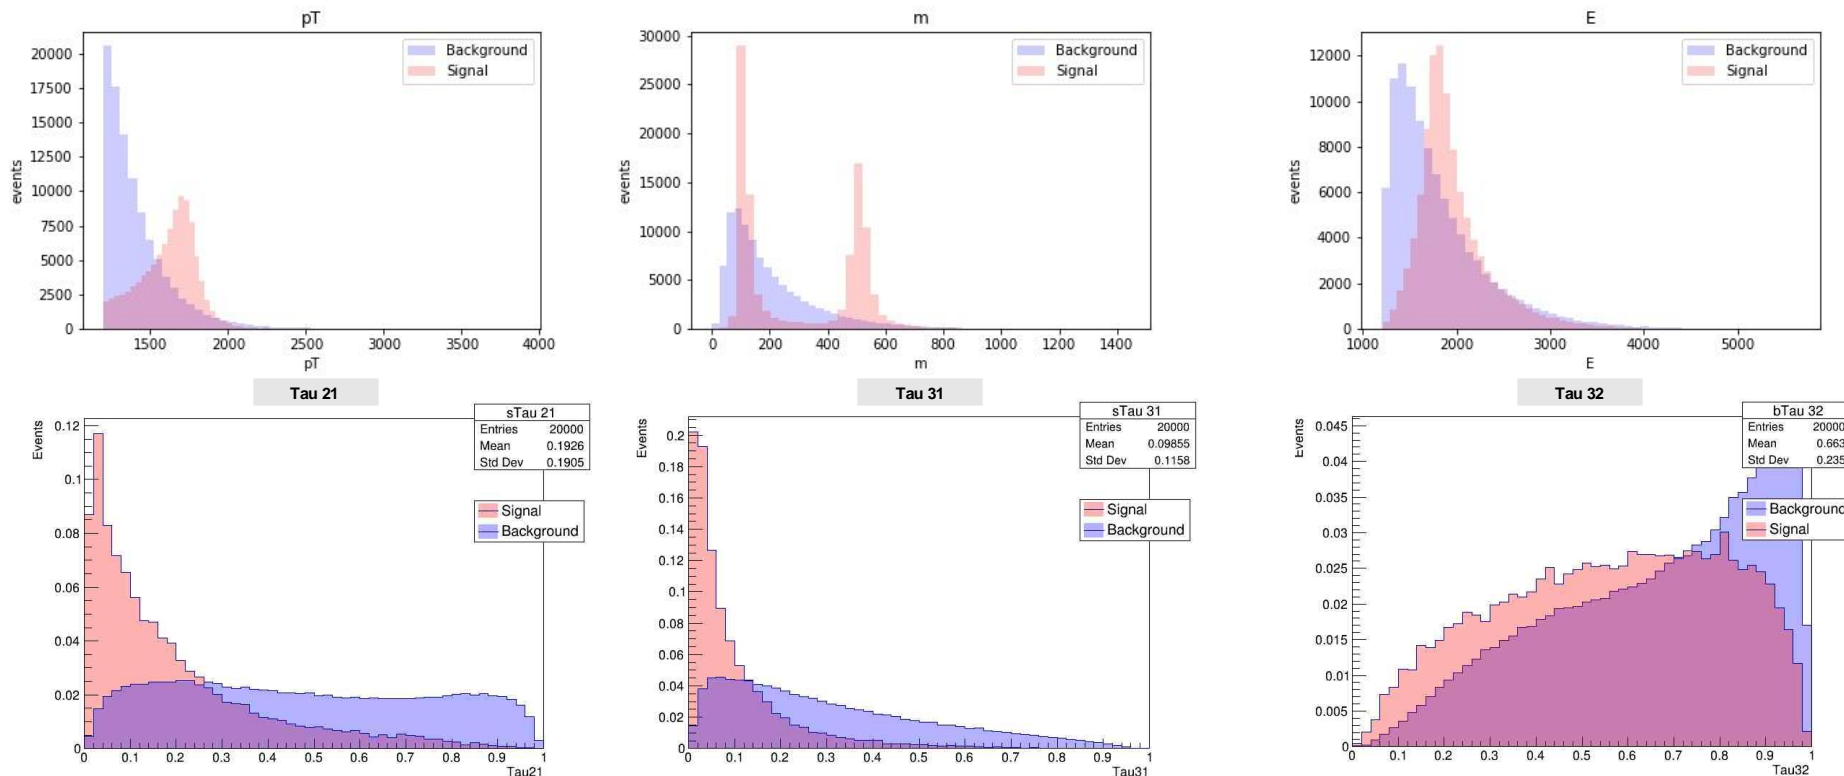 pT
20000
17500
15000
12500
10000
7500
5000
2500
0
events
Background
Signal
1500 2000 2500 3000 3500 4000
pT
m
30000
25000
20000
15000
10000
5000
0
events
Background
Signal
0 200 400 600 800 1000 1200 1400
m
E
12000
10000
8000
6000
4000
2000
0
events
Background
Signal
1000 2000 3000 4000 5000
E
Tau 21
Events
0.12
0.1
0.08
0.06
0.04
0.02
0
sTau 21
Entries 20000
Mean 0.1926
Std Dev 0.1905
Signal
Background
0 0.1 0.2 0.3 0.4 0.5 0.6 0.7 0.8 0.9 1
Tau21
Tau 31
Events
0.2
0.18
0.16
0.14
0.12
0.1
0.08
0.06
0.04
0.02
0
sTau 31
Entries 20000
Mean 0.09855
Std Dev 0.1158
Signal
Background
0 0.1 0.2 0.3 0.4 0.5 0.6 0.7 0.8 0.9 1
Tau31
Tau 32
Events
0.045
0.04
0.035
0.03
0.025
0.02
0.015
0.01
0.005
0
bTau 32
Entries 20000
Mean 0.663
Std Dev 0.235
Background
Signal
0 0.1 0.2 0.3 0.4 0.5 0.6 0.7 0.8 0.9 1
Tau32